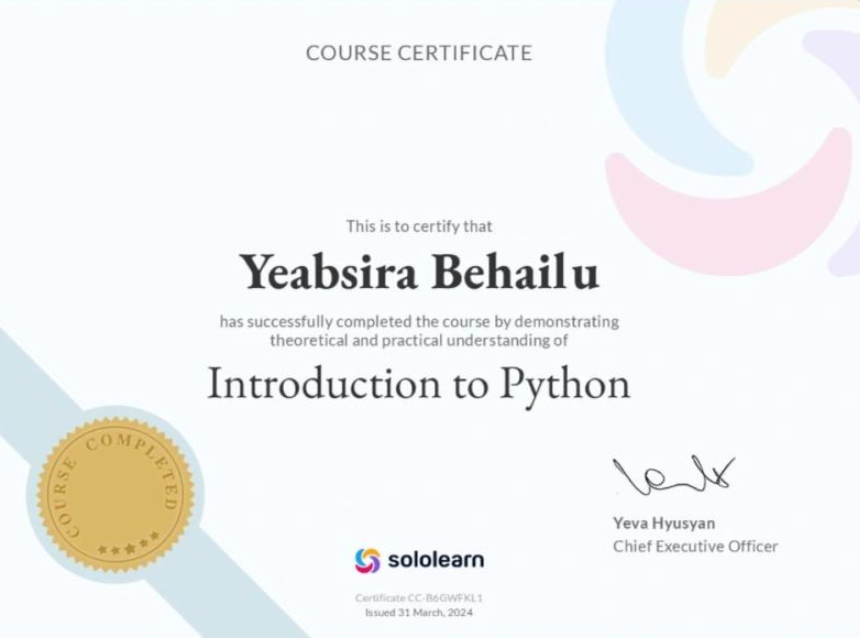 COURSE CERTIFICATE
This is to certify that
Yeabsira Behailu
has successfully completed the course by demonstrating
theoretical and practical understanding of
Introduction to Python
COURSE COMPLETED
Yeva Hyusyan
Chief Executive Officer
sololearn
Certificate CC-B6GWFKL1
Issued 31 March, 2024